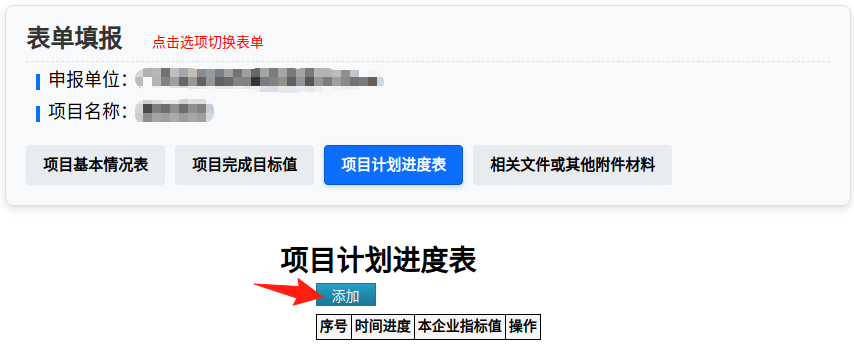 表单填报 点击选项切换表单
申报单位：
项目名称：
项目基本情况表 项目完成目标值 项目计划进度表 相关文件或其他附件材料
项目计划进度表
添加
序号 时间进度 本企业指标值 操作